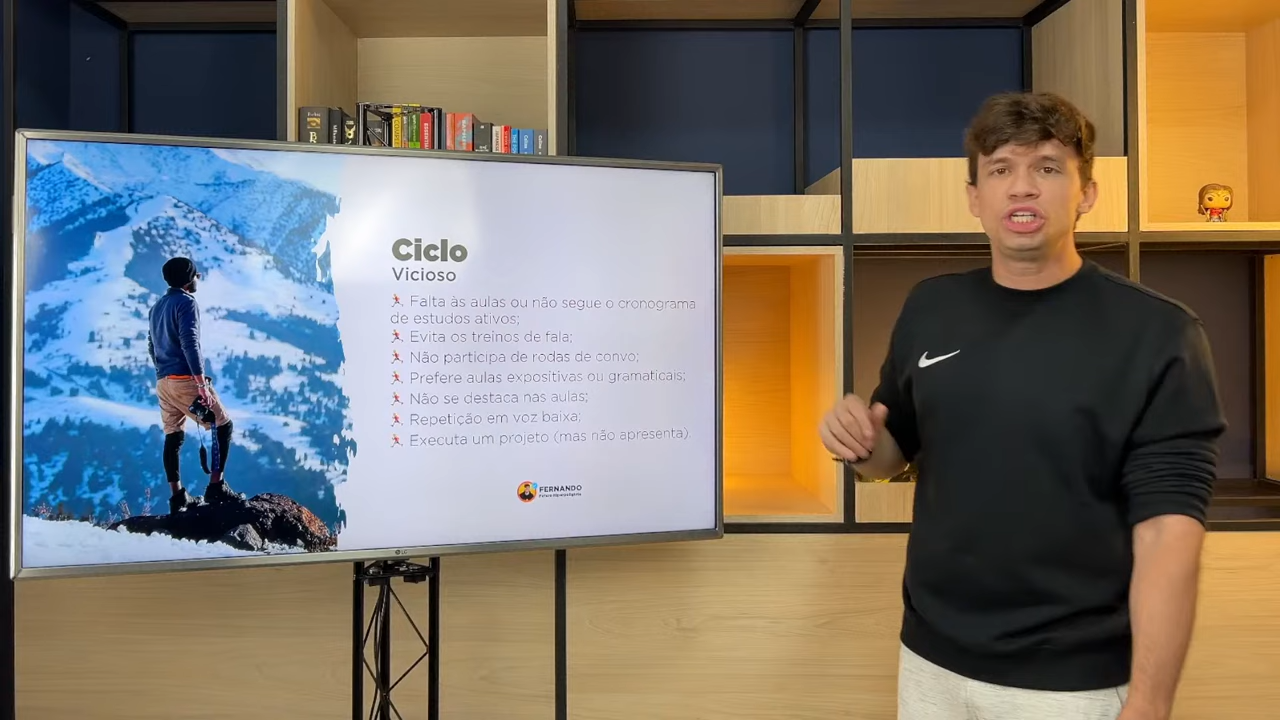 Ciclo
Vicioso
Falta às aulas ou não segue o cronograma
de estudos ativos;
Evita os treinos de fala;
Não participa de rodas de convo;
Prefere aulas expositivas ou gramaticais;
Não se destaca nas aulas;
Repetição em voz baixa;
Executa um projeto (mas não apresenta).
FERNANDO
LG